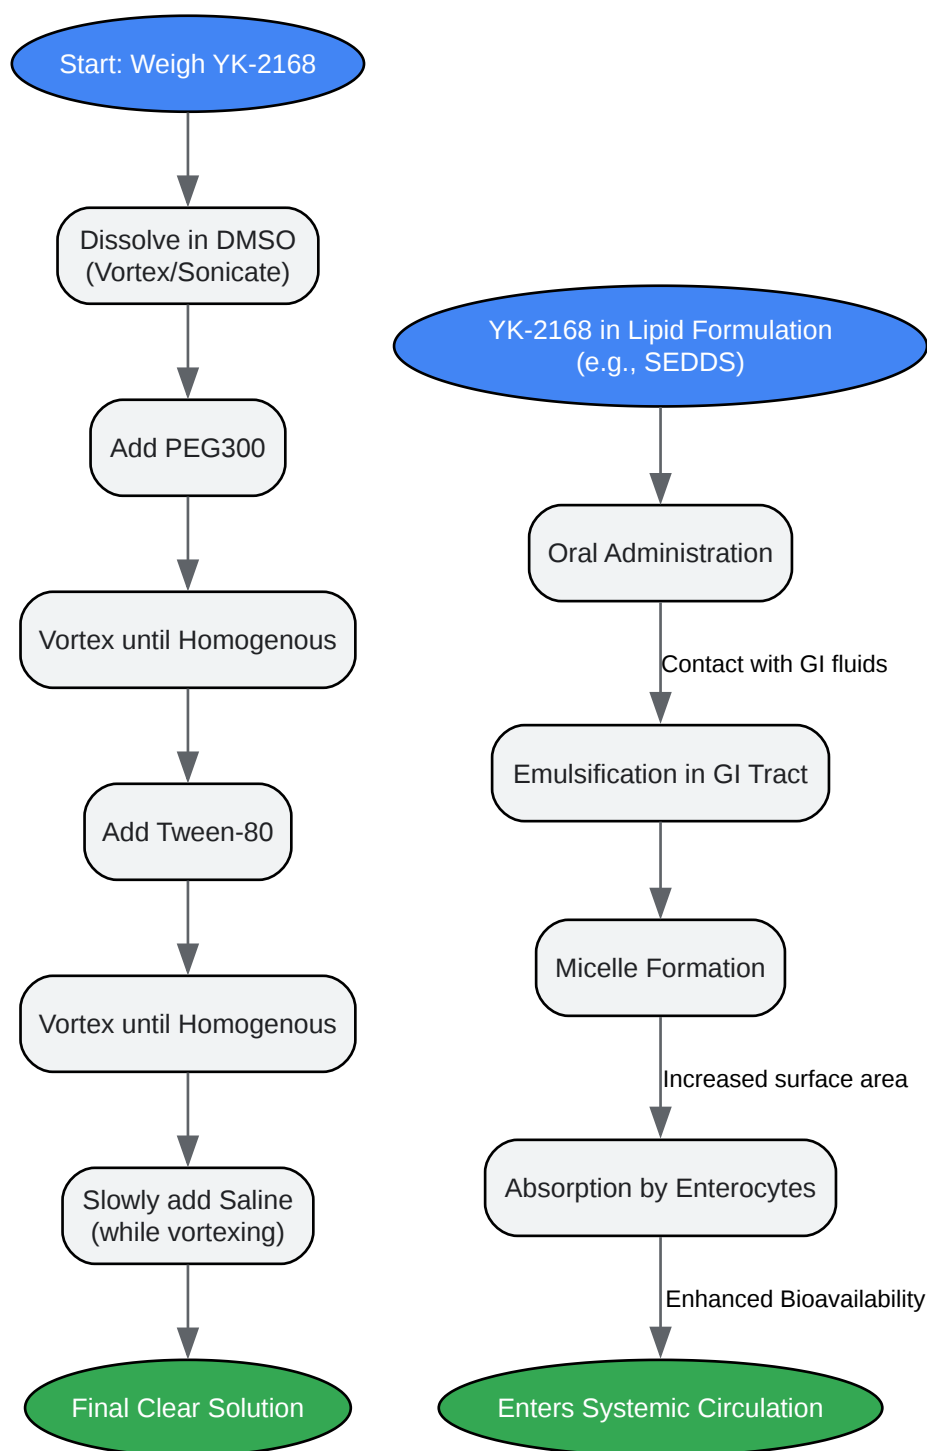 Start: Weigh YK-2168
Dissolve in DMSO
(Vortex/Sonicate)
Add PEG300
Vortex until Homogenous
Add Tween-80
Vortex until Homogenous
Slowly add Saline
(while vortexing)
Final Clear Solution
YK-2168 in Lipid Formulation
(e.g., SEDDS)
Oral Administration
Contact with GI fluids
Emulsification in GI Tract
Micelle Formation
Increased surface area
Absorption by Enterocytes
Enhanced Bioavailability
Enters Systemic Circulation